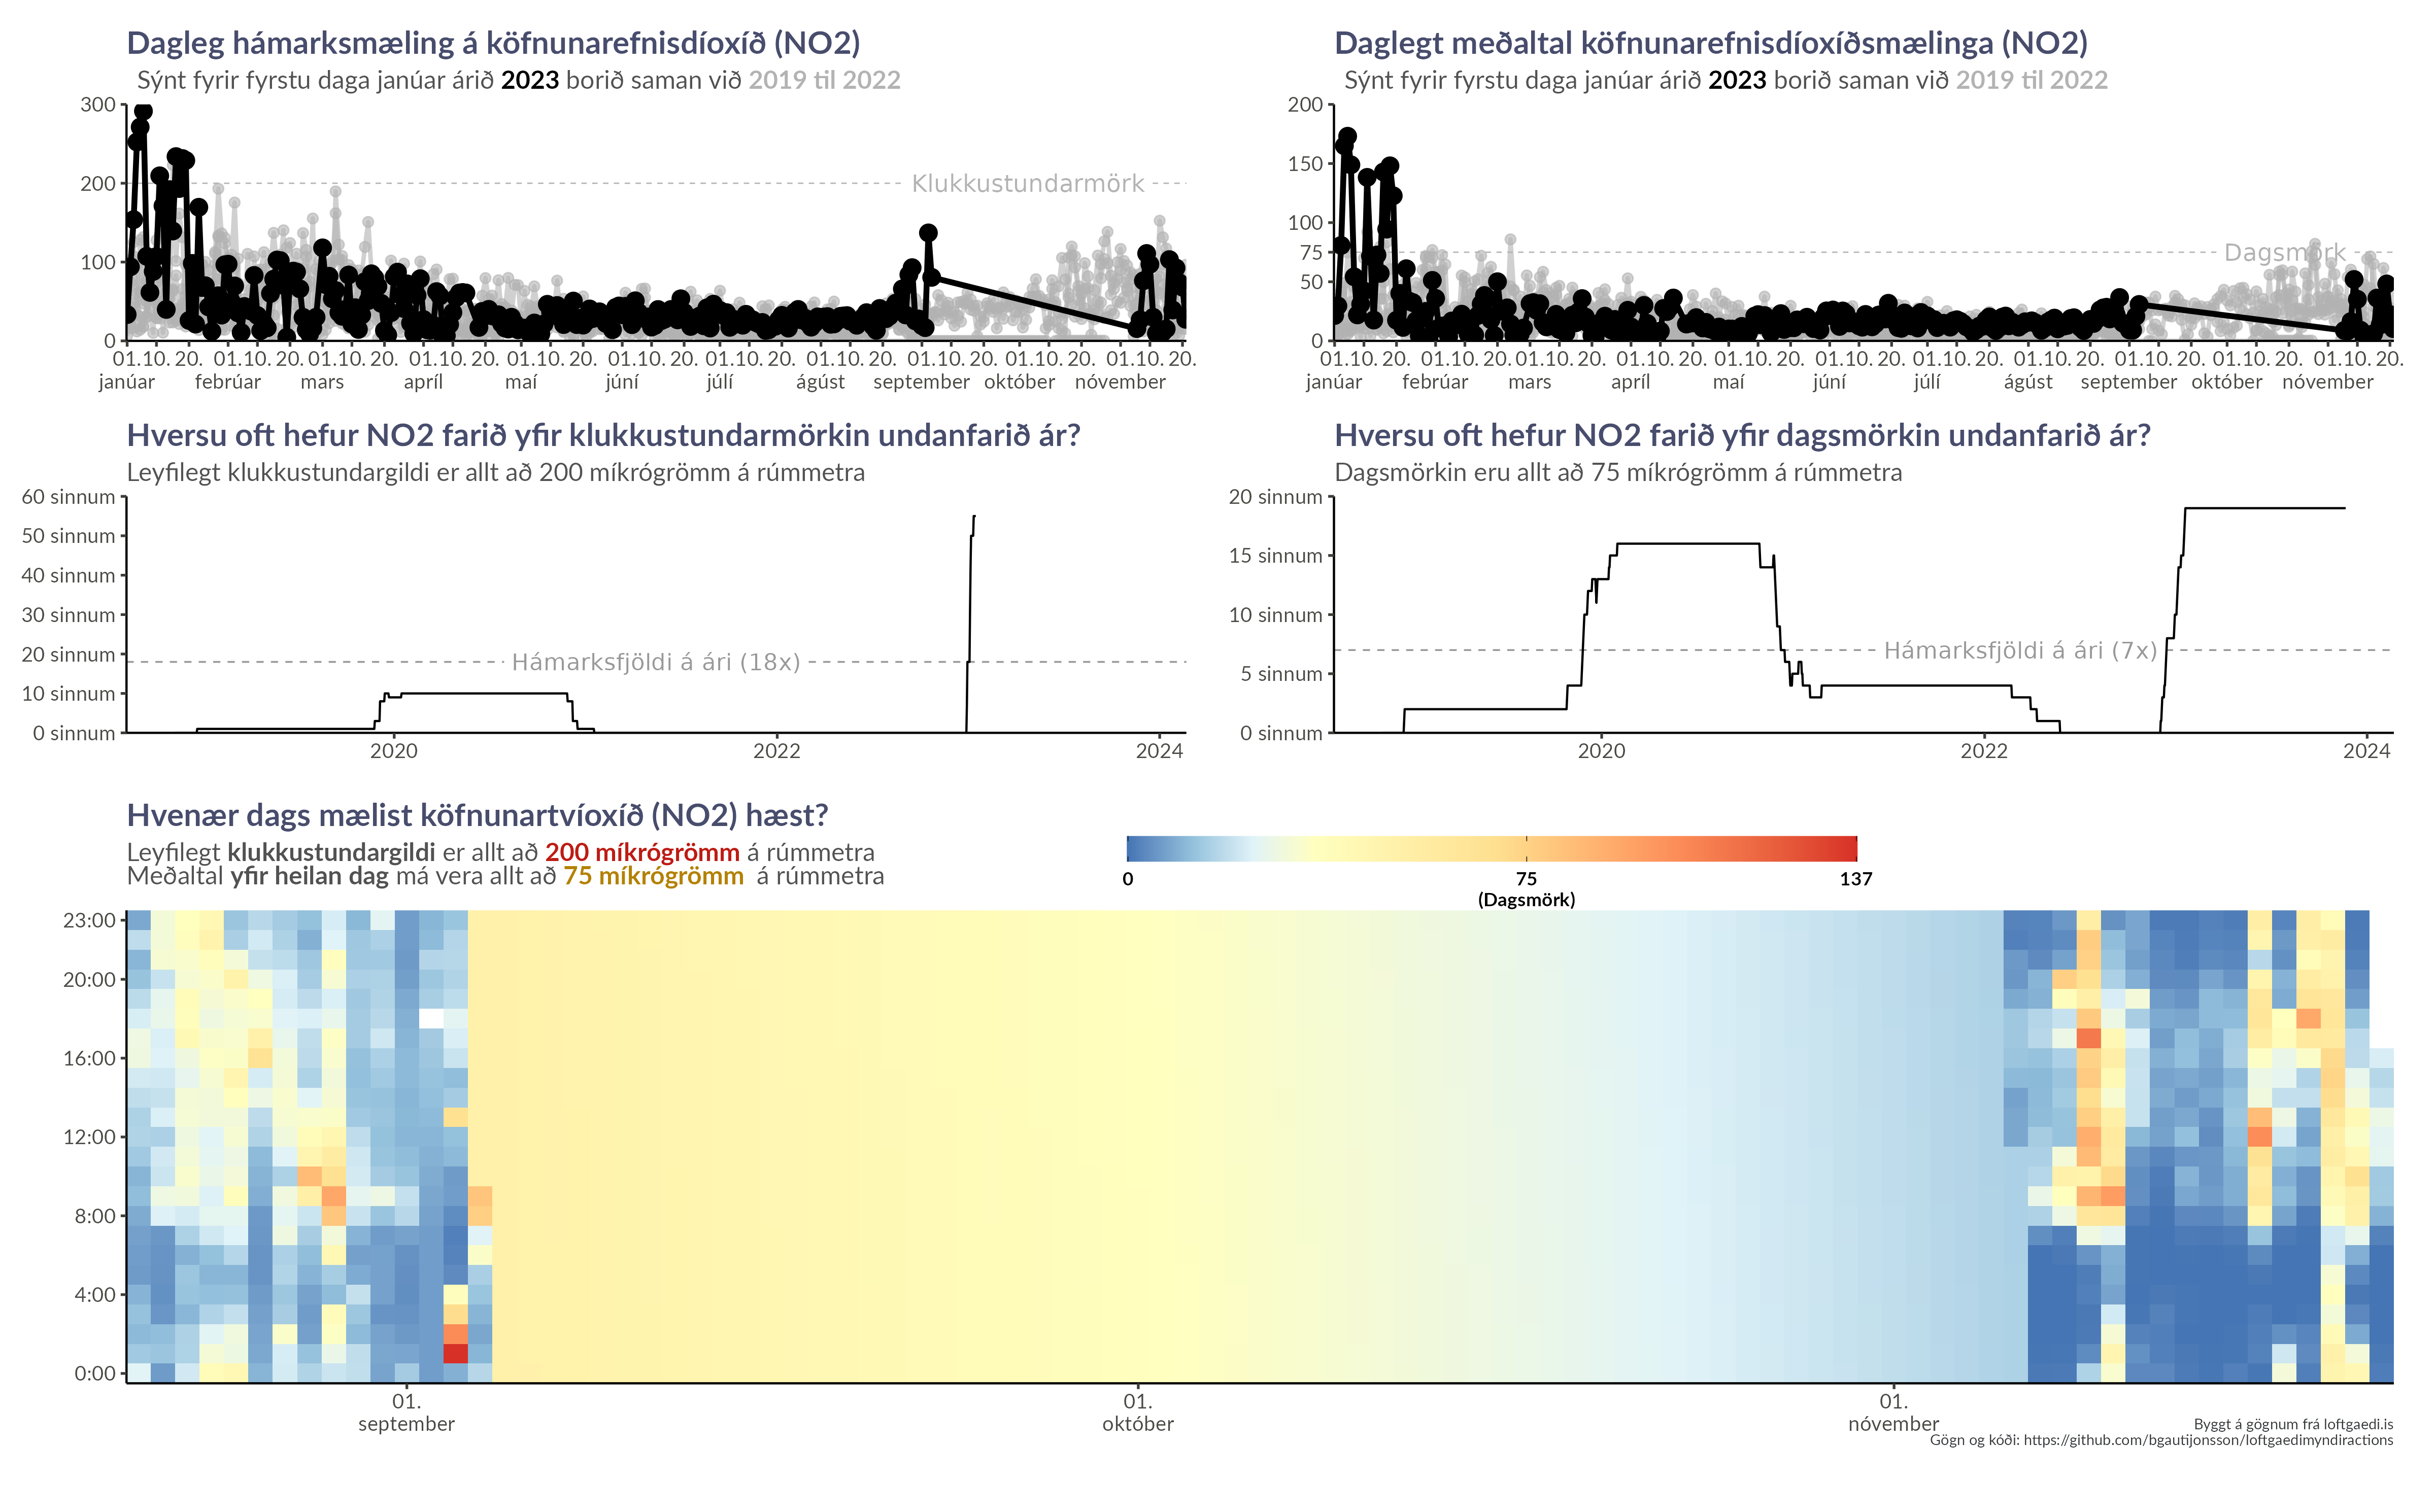 Dagleg hámarksmæling á köfnunarefnisdíoxíð (NO2)
Sýnt fyrir fyrstu daga janúar árið 2023 borið saman við 2019 til 2022
300
200
100
0
Klukkustundarmörk
01. 10. 20. 01. 10. 20. 01. 10. 20. 01. 10. 20. 01. 10. 20. 01. 10. 20. 01. 10. 20. 01. 10. 20. 01. 10. 20. 01. 10. 20. 01. 10. 20.
janúar febrúar mars apríl maí júní júlí ágúst september október nóvember
Daglegt meðaltal köfnunarefnisdíoxíðsmælinga (NO2)
Sýnt fyrir fyrstu daga janúar árið 2023 borið saman við 2019 til 2022
200
150
100
75
50
0
Dagsmörk
01. 10. 20. 01. 10. 20. 01. 10. 20. 01. 10. 20. 01. 10. 20. 01. 10. 20. 01. 10. 20. 01. 10. 20. 01. 10. 20. 01. 10. 20. 01. 10. 20.
janúar febrúar mars apríl maí júní júlí ágúst september október nóvember
Hversu oft hefur NO2 farið yfir klukkustundarmörkin undanfarið ár?
Leyfilegt klukkustundargildi er allt að 200 míkrógrömm á rúmmetra
60 sinnum
50 sinnum
40 sinnum
30 sinnum
20 sinnum
10 sinnum
0 sinnum
Hámarksfjöldi á ári (18x)
2020 2022 2024
Hversu oft hefur NO2 farið yfir dagsmörkin undanfarið ár?
Dagsmörkin eru allt að 75 míkrógrömm á rúmmetra
20 sinnum
15 sinnum
10 sinnum
5 sinnum
0 sinnum
Hámarksfjöldi á ári (7x)
2020 2022 2024
Hvenær dags mælist köfnunartvíoxíð (NO2) hæst?
Leyfilegt klukkustundargildi er allt að 200 míkrógrömm á rúmmetra
Meðaltal yfir heilan dag má vera allt að 75 míkrógrömm á rúmmetra
0 75 137
(Dagsmörk)
23:00
20:00
16:00
12:00
8:00
4:00
0:00
01. 01. 01.
september október nóvember
Byggt á gögnum frá loftgaedi.is
Gögn og kóði: https://github.com/bgautijonsson/loftgaedimyndiractions